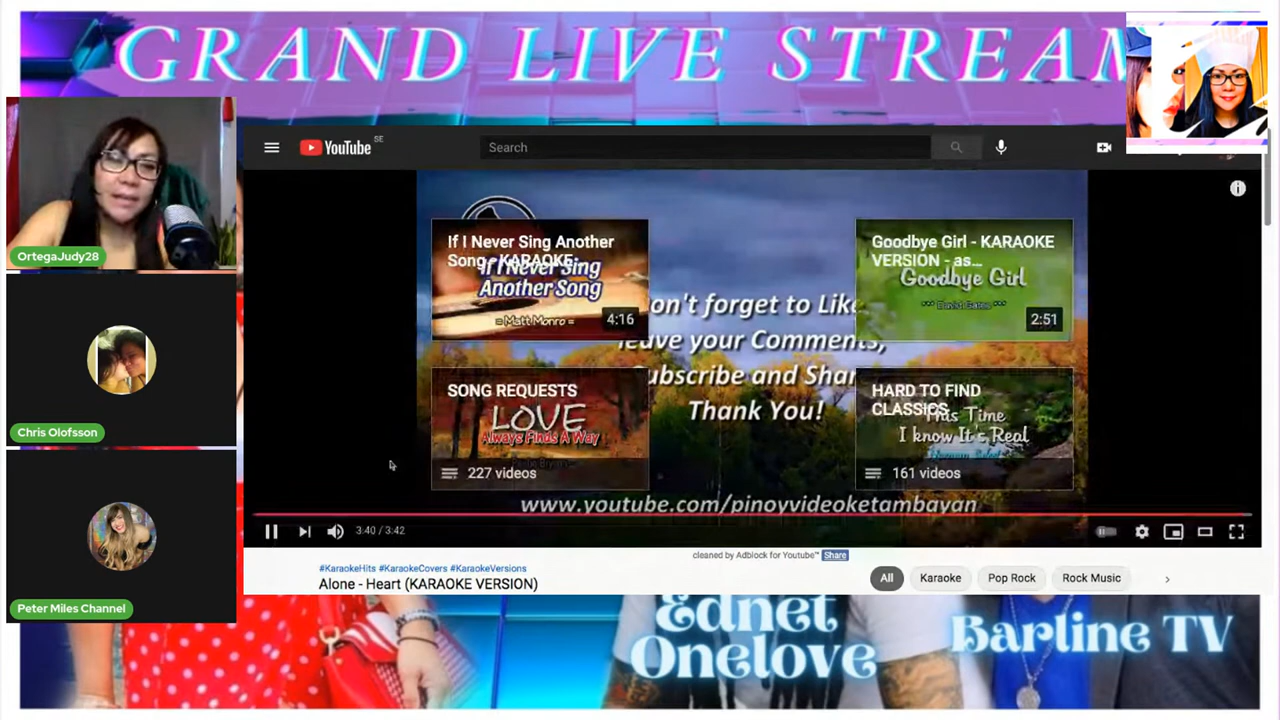 GRAND LIVE STREAM
YouTube SE
Search
OrtegaJudy28
Chris Olofsson
Peter Miles Channel
If I Never Sing Another
Song - KARAOKE
If I Never Sing
Another Song
= Matt Monro =
4:16
Goodbye Girl - KARAOKE
VERSION - as...
Goodbye Girl
*** David Gates ***
2:51
on't forget to Like
leave your Comments,
ubscribe and Shar
Thank You!
SONG REQUESTS
LOVE
Always Finds A Way
227 videos
HARD TO FIND
CLASSICS
This Time
I know It's Real
161 videos
www.youtube.com/pinoyvideoketambayan
3:40 / 3:42
cleaned by Adblock for Youtube™ Share
#KaraokeHits #KaraokeCovers #KaraokeVersions
Alone - Heart (KARAOKE VERSION)
All
Karaoke
Pop Rock
Rock Music
Ednet
Onelove
Barline TV